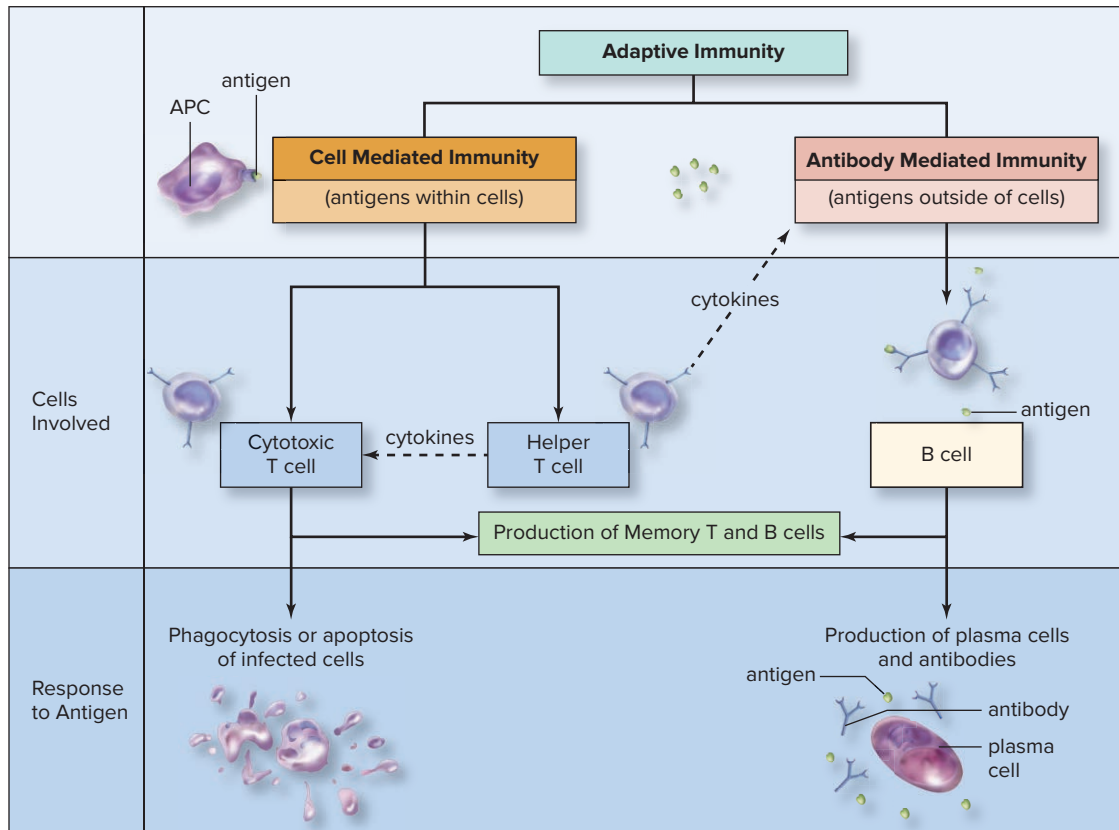 Adaptive Immunity
antigen
APC
Cell Mediated Immunity
(antigens within cells)
Antibody Mediated Immunity
(antigens outside of cells)
Cells
Involved
cytokines
antigen
Cytotoxic
T cell
cytokines
Helper
T cell
B cell
Production of Memory T and B cells
Response
to Antigen
Phagocytosis or apoptosis
of infected cells
Production of plasma cells
and antibodies
antigen
antibody
plasma
cell